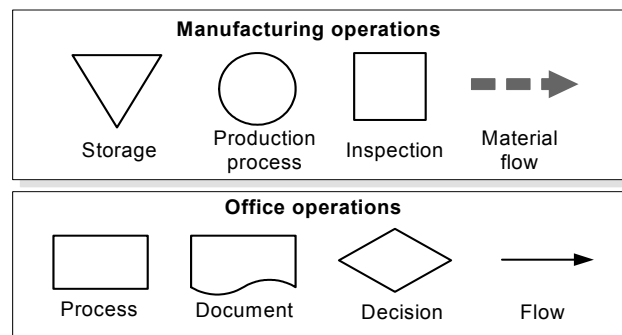 Manufacturing operations
Storage
Production
process
Inspection
Material
flow
Office operations
Process
Document
Decision
Flow